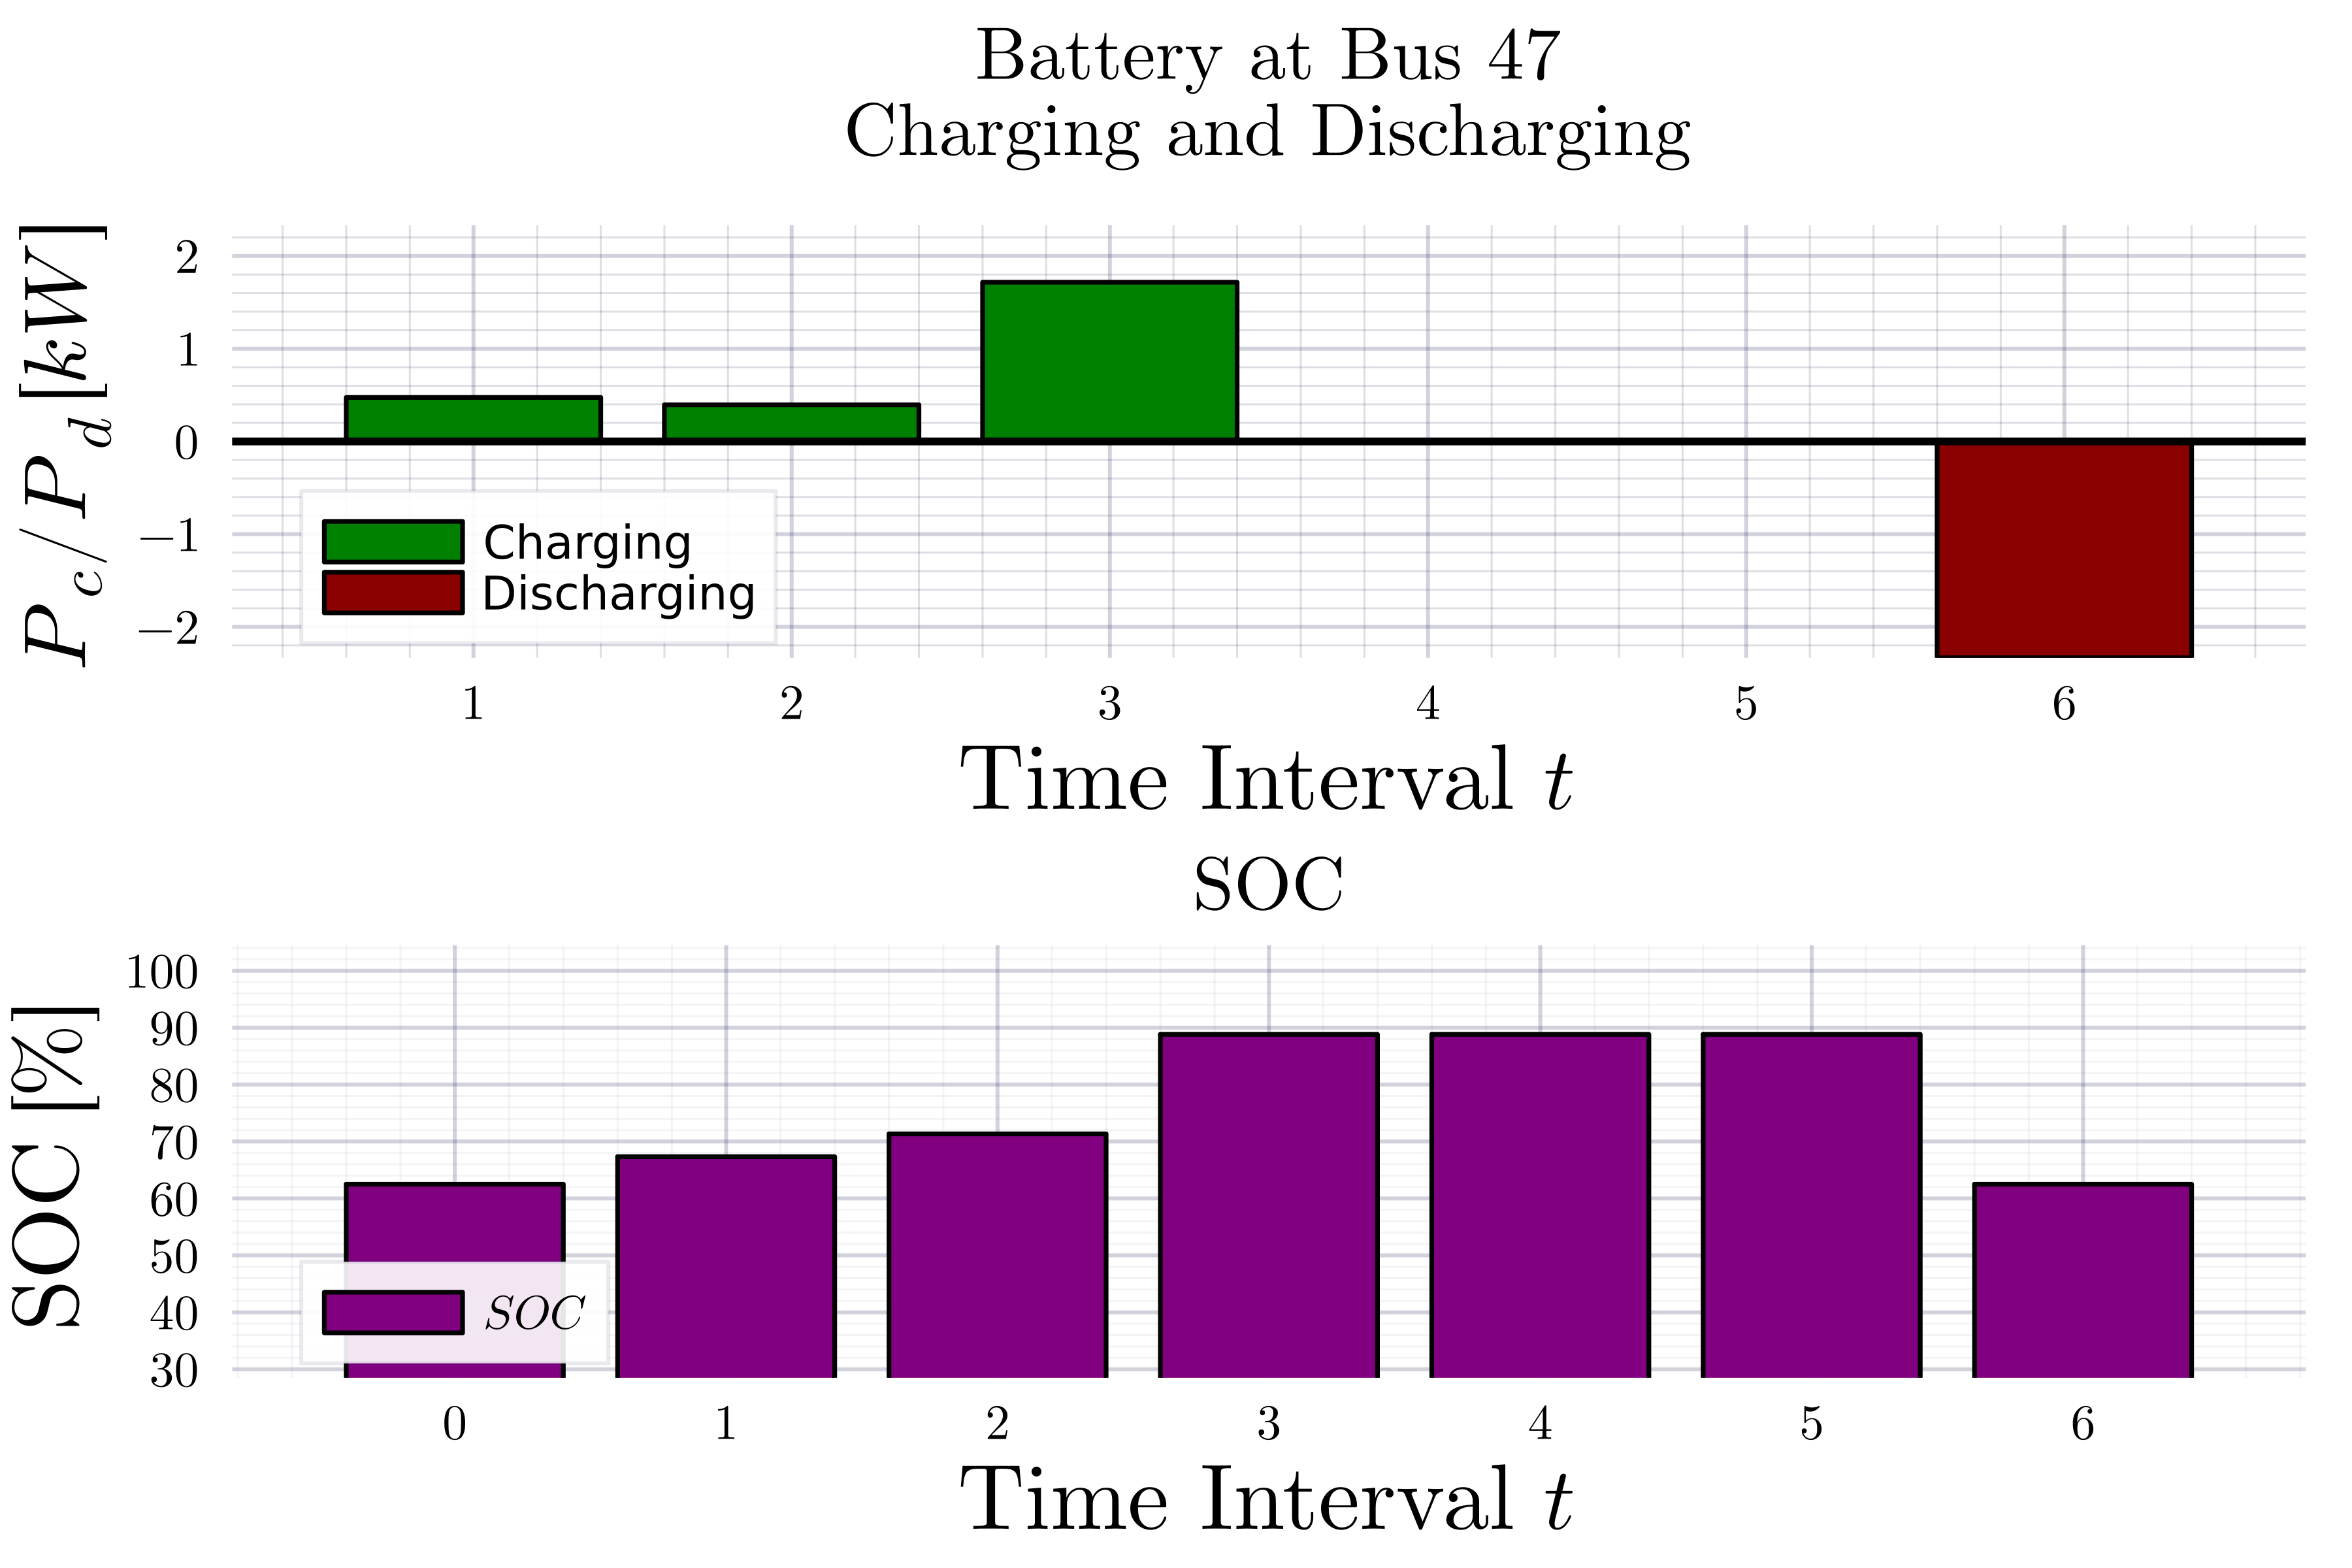 Battery at Bus 47
Charging and Discharging
P_c/P_d [kW]
2
1
0
−1
−2
Charging
Discharging
1 2 3 4 5 6
Time Interval t
SOC
SOC [%]
100
90
80
70
60
50
40
30
SOC
0 1 2 3 4 5 6
Time Interval t